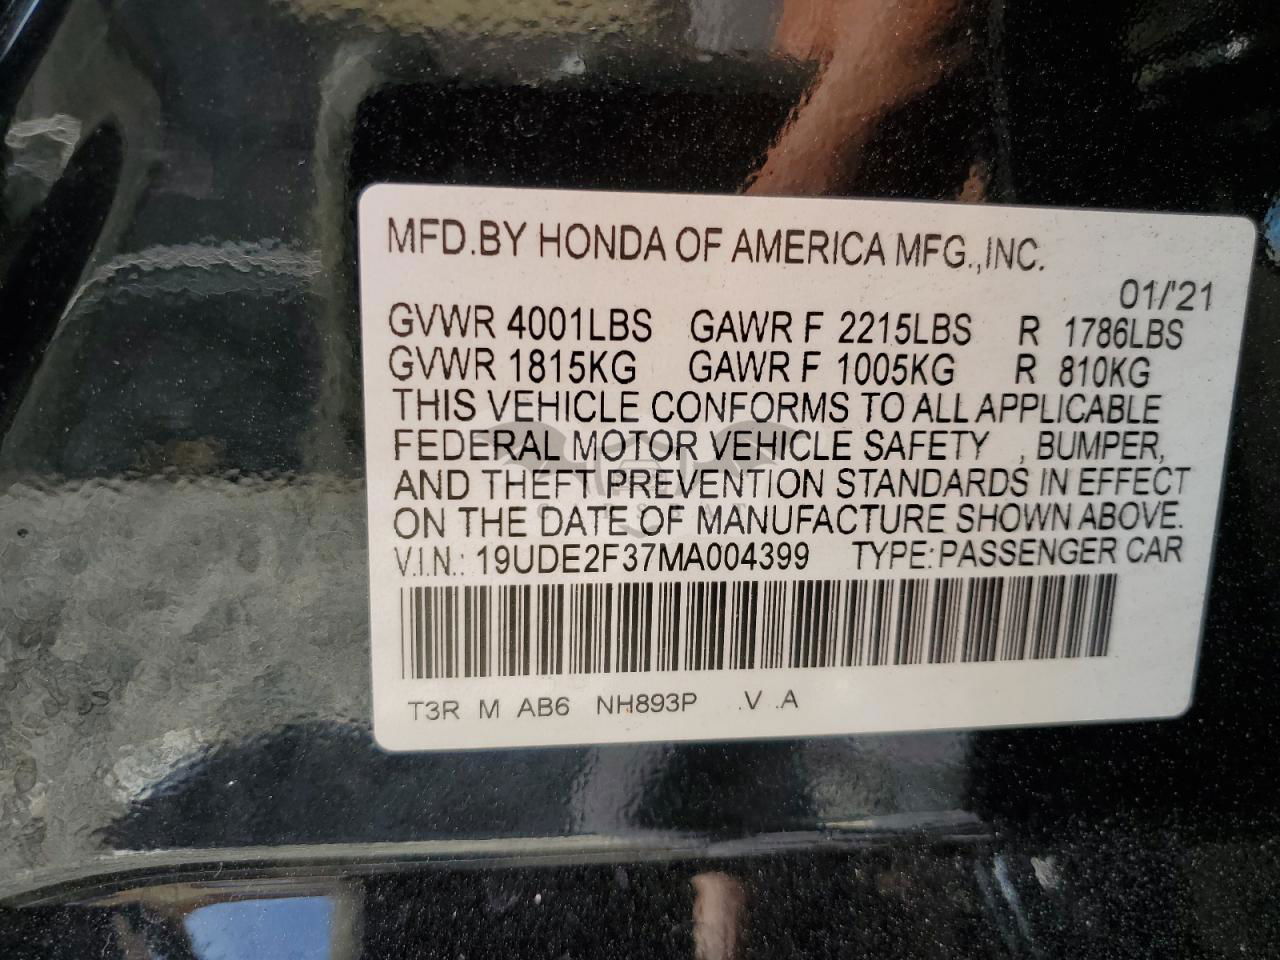 MFD.BY HONDA OF AMERICA MFG.,INC.
01/'21
GVWR 4001LBS GAWR F 2215LBS R 1786LBS
GVWR 1815KG GAWR F 1005KG R 810KG
THIS VEHICLE CONFORMS TO ALL APPLICABLE
FEDERAL MOTOR VEHICLE SAFETY , BUMPER,
AND THEFT PREVENTION STANDARDS IN EFFECT
ON THE DATE OF MANUFACTURE SHOWN ABOVE.
V.I.N.: 19UDE2F37MA004399 TYPE:PASSENGER CAR
T3R M AB6 NH893P .V .A